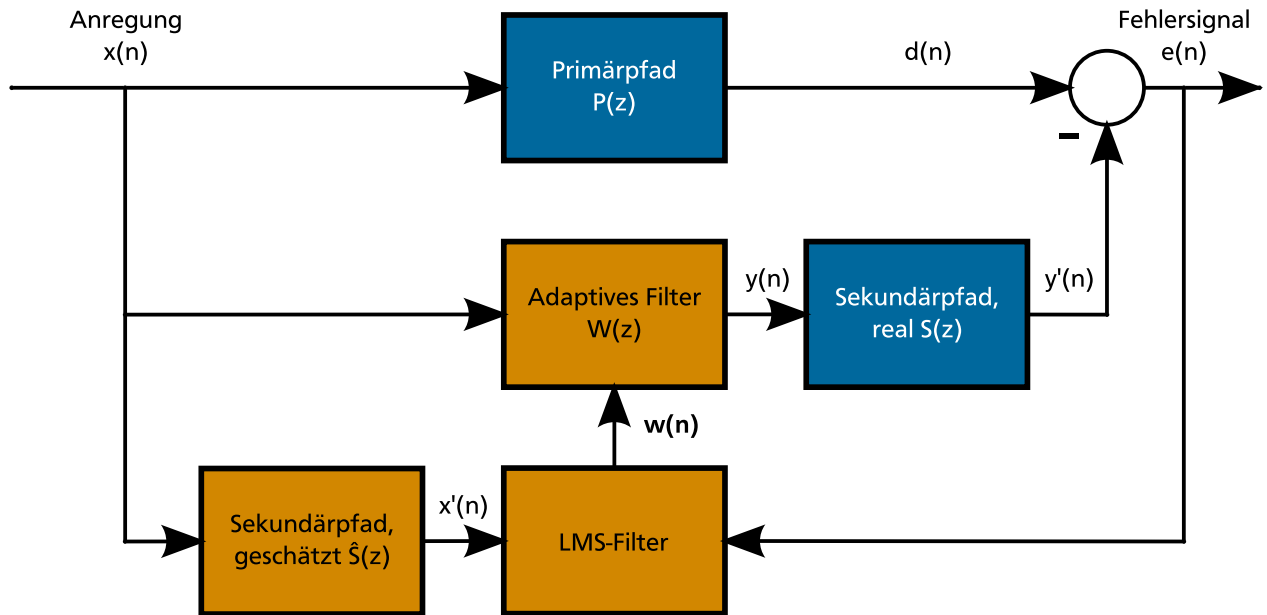 Anregung
x(n)
Primärpfad
P(z)
d(n)
Fehlersignal
e(n)
–
Adaptives Filter
W(z)
y(n)
Sekundärpfad,
real S(z)
y'(n)
w(n)
Sekundärpfad,
geschätzt Ŝ(z)
x'(n)
LMS-Filter